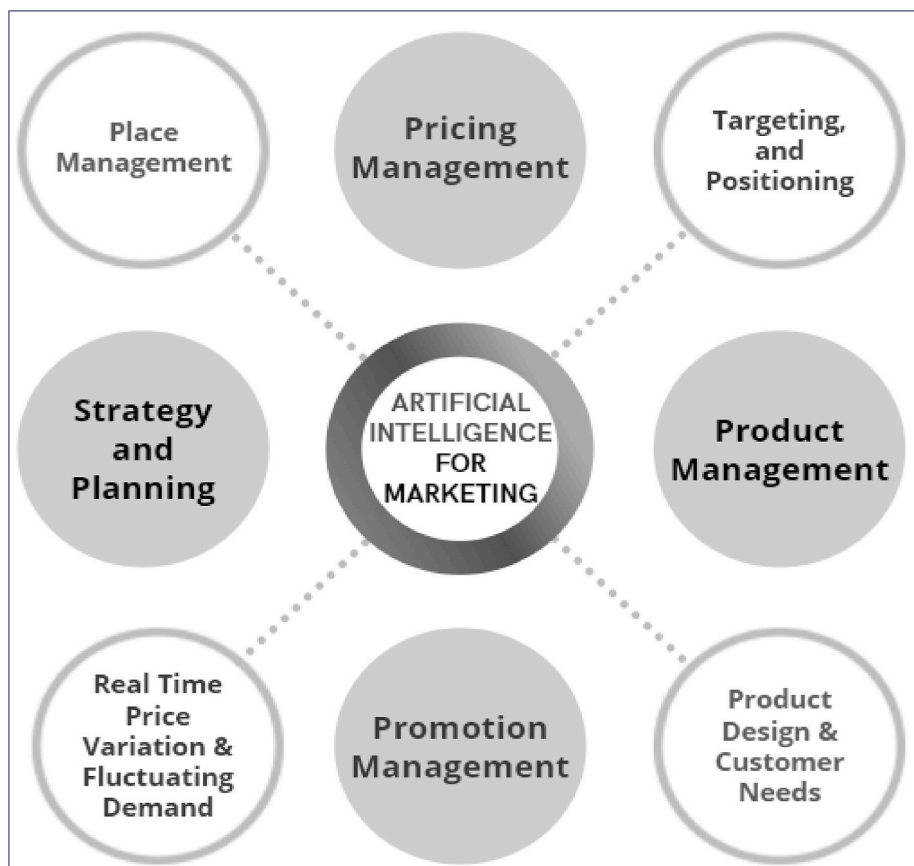 Place
Management
Pricing
Management
Targeting,
and
Positioning
Strategy
and
Planning
ARTIFICIAL
INTELLIGENCE
FOR
MARKETING
Product
Management
Real Time
Price
Variation &
Fluctuating
Demand
Promotion
Management
Product
Design &
Customer
Needs